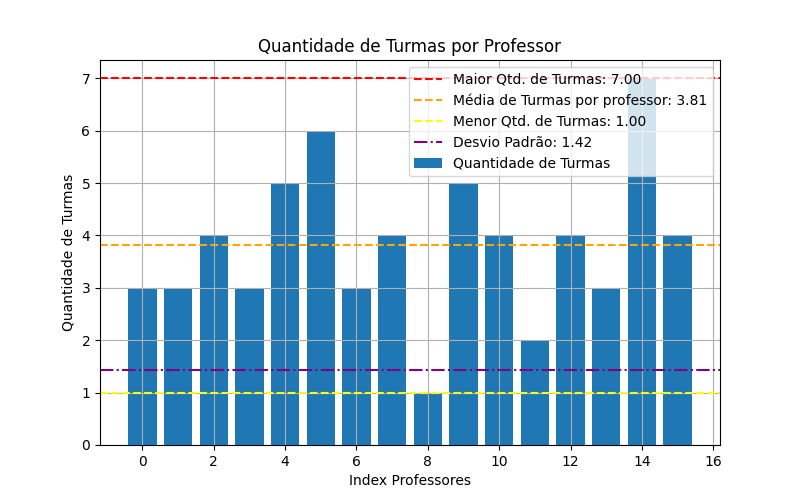 Quantidade de Turmas por Professor
Maior Qtd. de Turmas: 7.00
Média de Turmas por professor: 3.81
Menor Qtd. de Turmas: 1.00
Desvio Padrão: 1.42
Quantidade de Turmas
Quantidade de Turmas
7
6
5
4
3
2
1
0
0 2 4 6 8 10 12 14 16
Index Professores